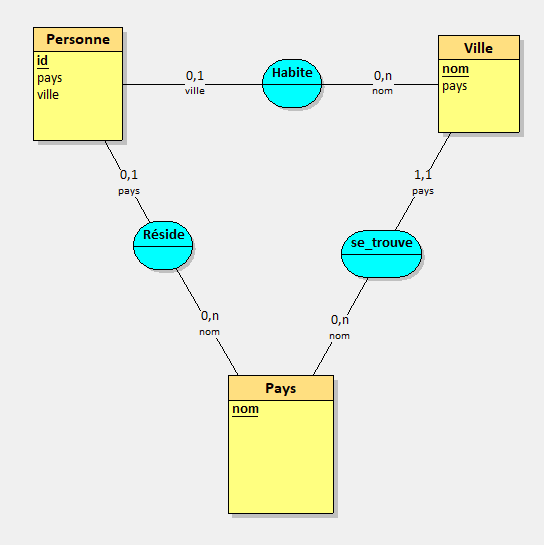 Personne
id
pays
ville
0,1
ville
Habite
0,n
nom
Ville
nom
pays
0,1
pays
Réside
0,n
nom
1,1
pays
se_trouve
0,n
nom
Pays
nom